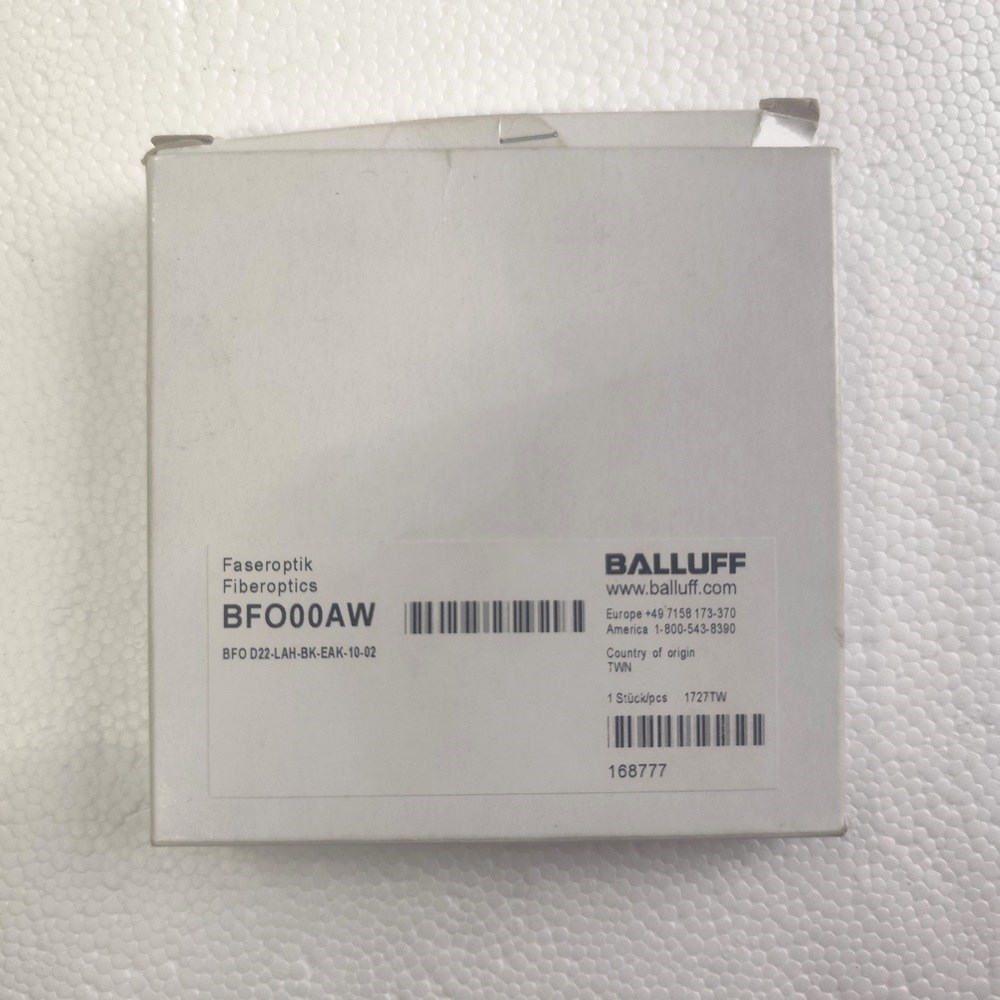 Faseroptik
Fiberoptics
BFO00AW
BFO D22-LAH-BK-EAK-10-02
BALLUFF
www.balluff.com
Europe +49 7158 173-370
America 1-800-543-8390
Country of origin
TWN
1 Stück/pcs 1727TW
168777